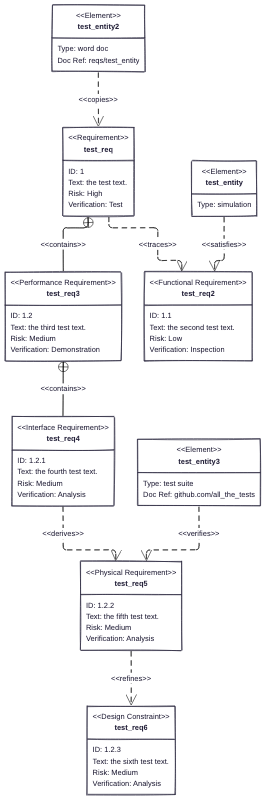 <<Element>>
test_entity2
Type: word doc
Doc Ref: reqs/test_entity
<<copies>>
<<Requirement>>
test_req
ID: 1
Text: the test text.
Risk: High
Verification: Test
<<Element>>
test_entity
Type: simulation
<<contains>>
<<traces>>
<<satisfies>>
<<Performance Requirement>>
test_req3
ID: 1.2
Text: the third test text.
Risk: Medium
Verification: Demonstration
<<Functional Requirement>>
test_req2
ID: 1.1
Text: the second test text.
Risk: Low
Verification: Inspection
<<contains>>
<<Interface Requirement>>
test_req4
ID: 1.2.1
Text: the fourth test text.
Risk: Medium
Verification: Analysis
<<Element>>
test_entity3
Type: test suite
Doc Ref: github.com/all_the_tests
<<derives>>
<<verifies>>
<<Physical Requirement>>
test_req5
ID: 1.2.2
Text: the fifth test text.
Risk: Medium
Verification: Analysis
<<refines>>
<<Design Constraint>>
test_req6
ID: 1.2.3
Text: the sixth test text.
Risk: Medium
Verification: Analysis